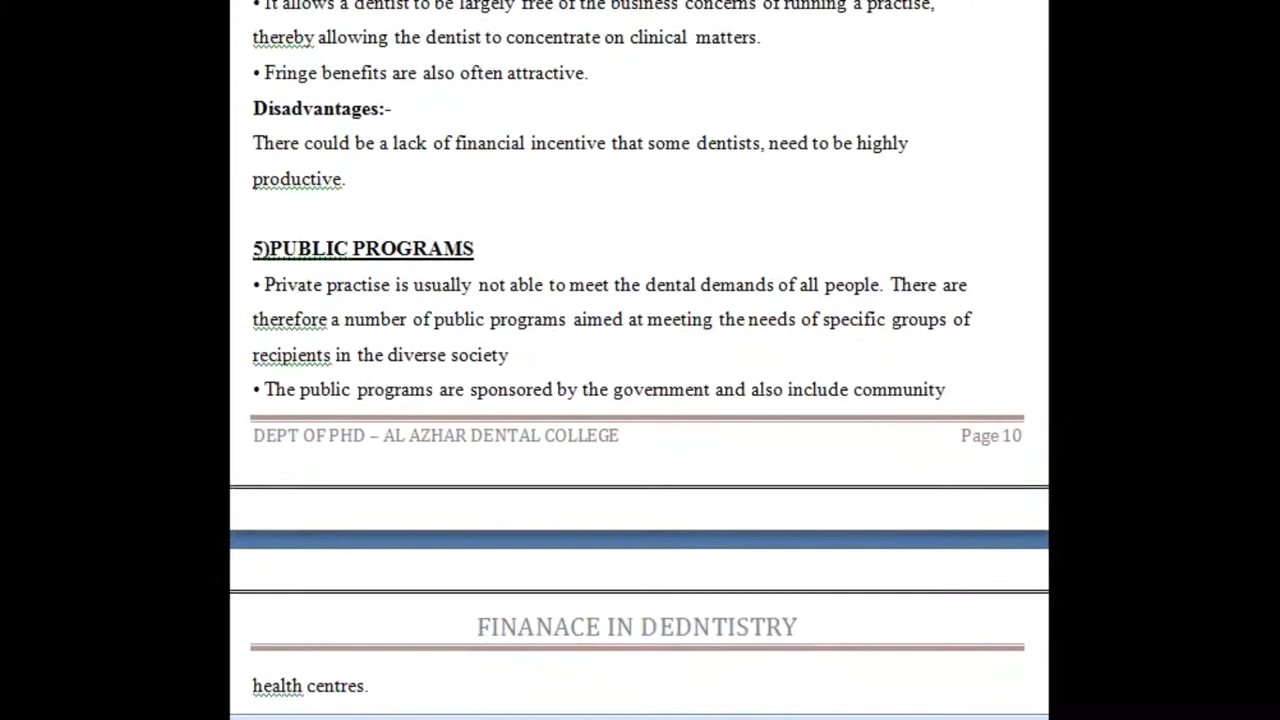 • It allows a dentist to be largely free of the business concerns of running a practise,
thereby allowing the dentist to concentrate on clinical matters.
• Fringe benefits are also often attractive.
Disadvantages:-
There could be a lack of financial incentive that some dentists, need to be highly
productive.
5)PUBLIC PROGRAMS
• Private practise is usually not able to meet the dental demands of all people. There are
therefore a number of public programs aimed at meeting the needs of specific groups of
recipients in the diverse society
• The public programs are sponsored by the government and also include community
DEPT OF PHD – AL AZHAR DENTAL COLLEGE Page 10
FINANACE IN DEDNTISTRY
health centres.